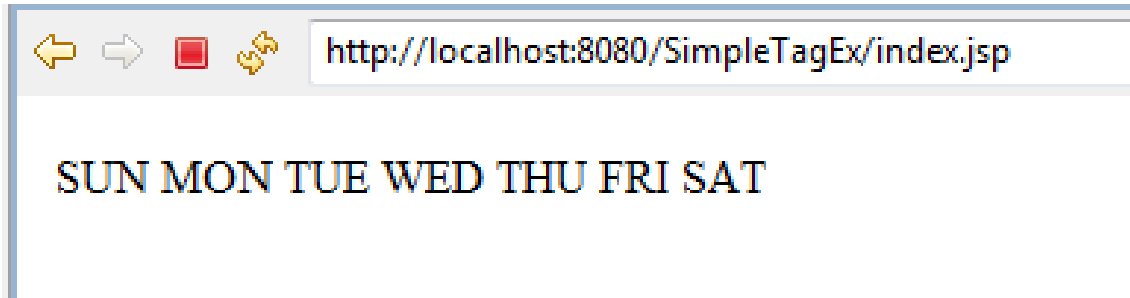 http://localhost:8080/SimpleTagEx/index.jsp
SUN MON TUE WED THU FRI SAT